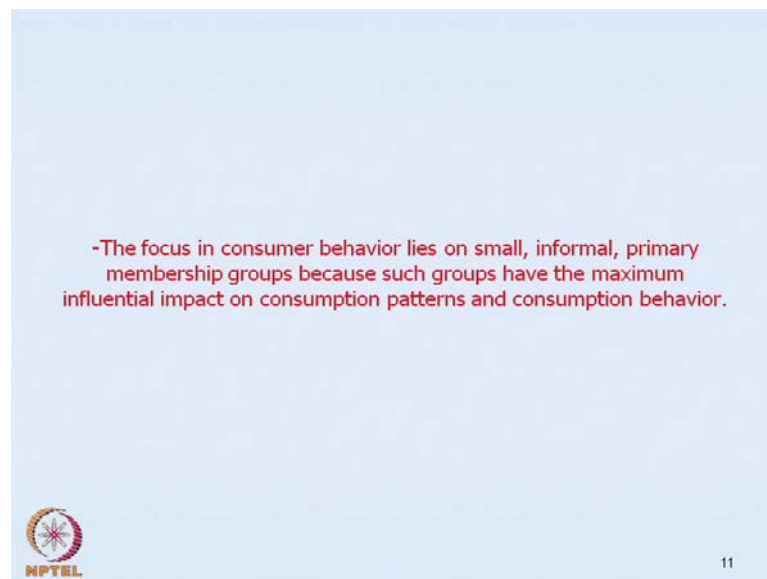 -The focus in consumer behavior lies on small, informal, primary
membership groups because such groups have the maximum
influential impact on consumption patterns and consumption behavior.
NPTEL
11